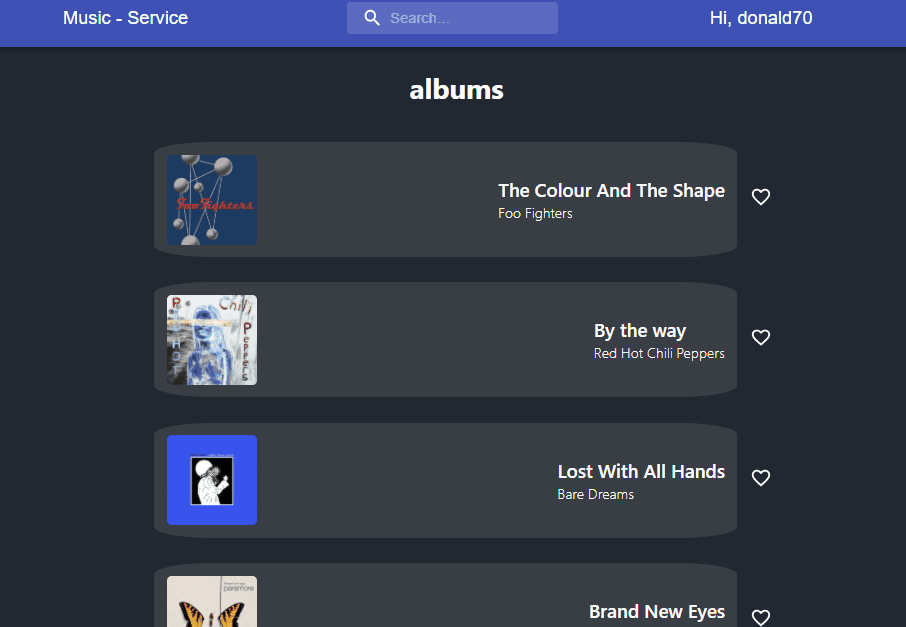 Music - Service
Search...
Hi, donald70
albums
Foo Fighters
The Colour And The Shape
Foo Fighters
Red Hot
Chili
Peppers
By the way
Red Hot Chili Peppers
Lost With All Hands
Bare Dreams
paramore
Brand New Eyes